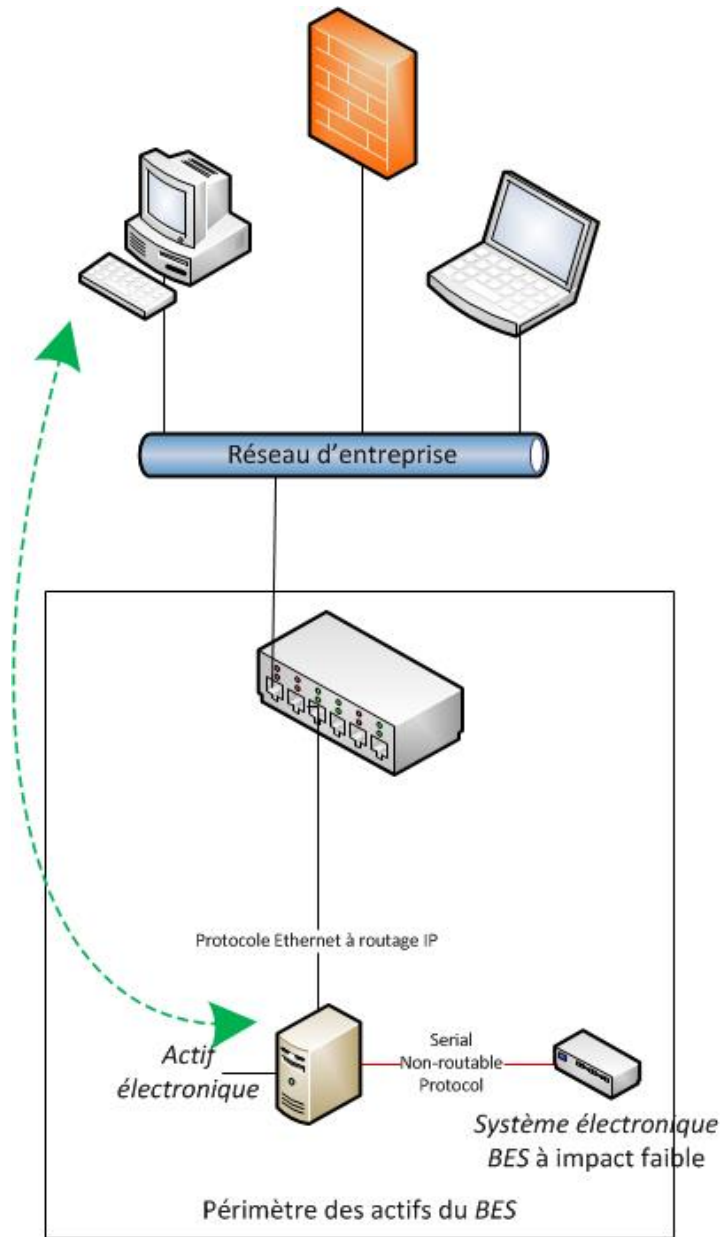 Réseau d'entreprise
Protocole Ethernet à routage IP
Actif
électronique
Serial
Non-routable
Protocol
Système électronique
BES à impact faible
Périmètre des actifs du BES